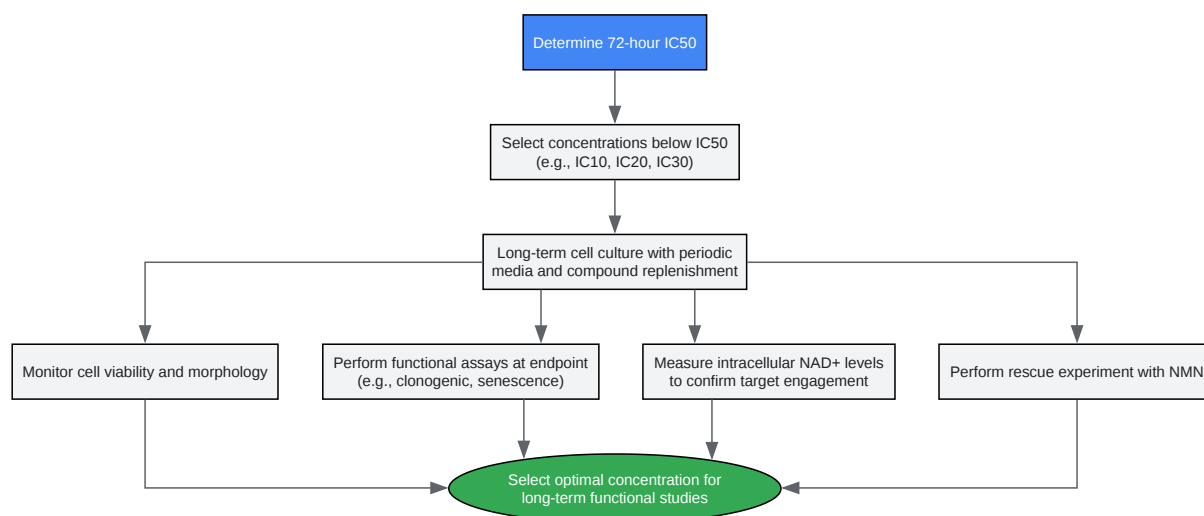 Determine 72-hour IC50
Select concentrations below IC50
(e.g., IC10, IC20, IC30)
Long-term cell culture with periodic
media and compound replenishment
Monitor cell viability and morphology
Perform functional assays at endpoint
(e.g., clonogenic, senescence)
Measure intracellular NAD+ levels
to confirm target engagement
Perform rescue experiment with NMN
Select optimal concentration for
long-term functional studies